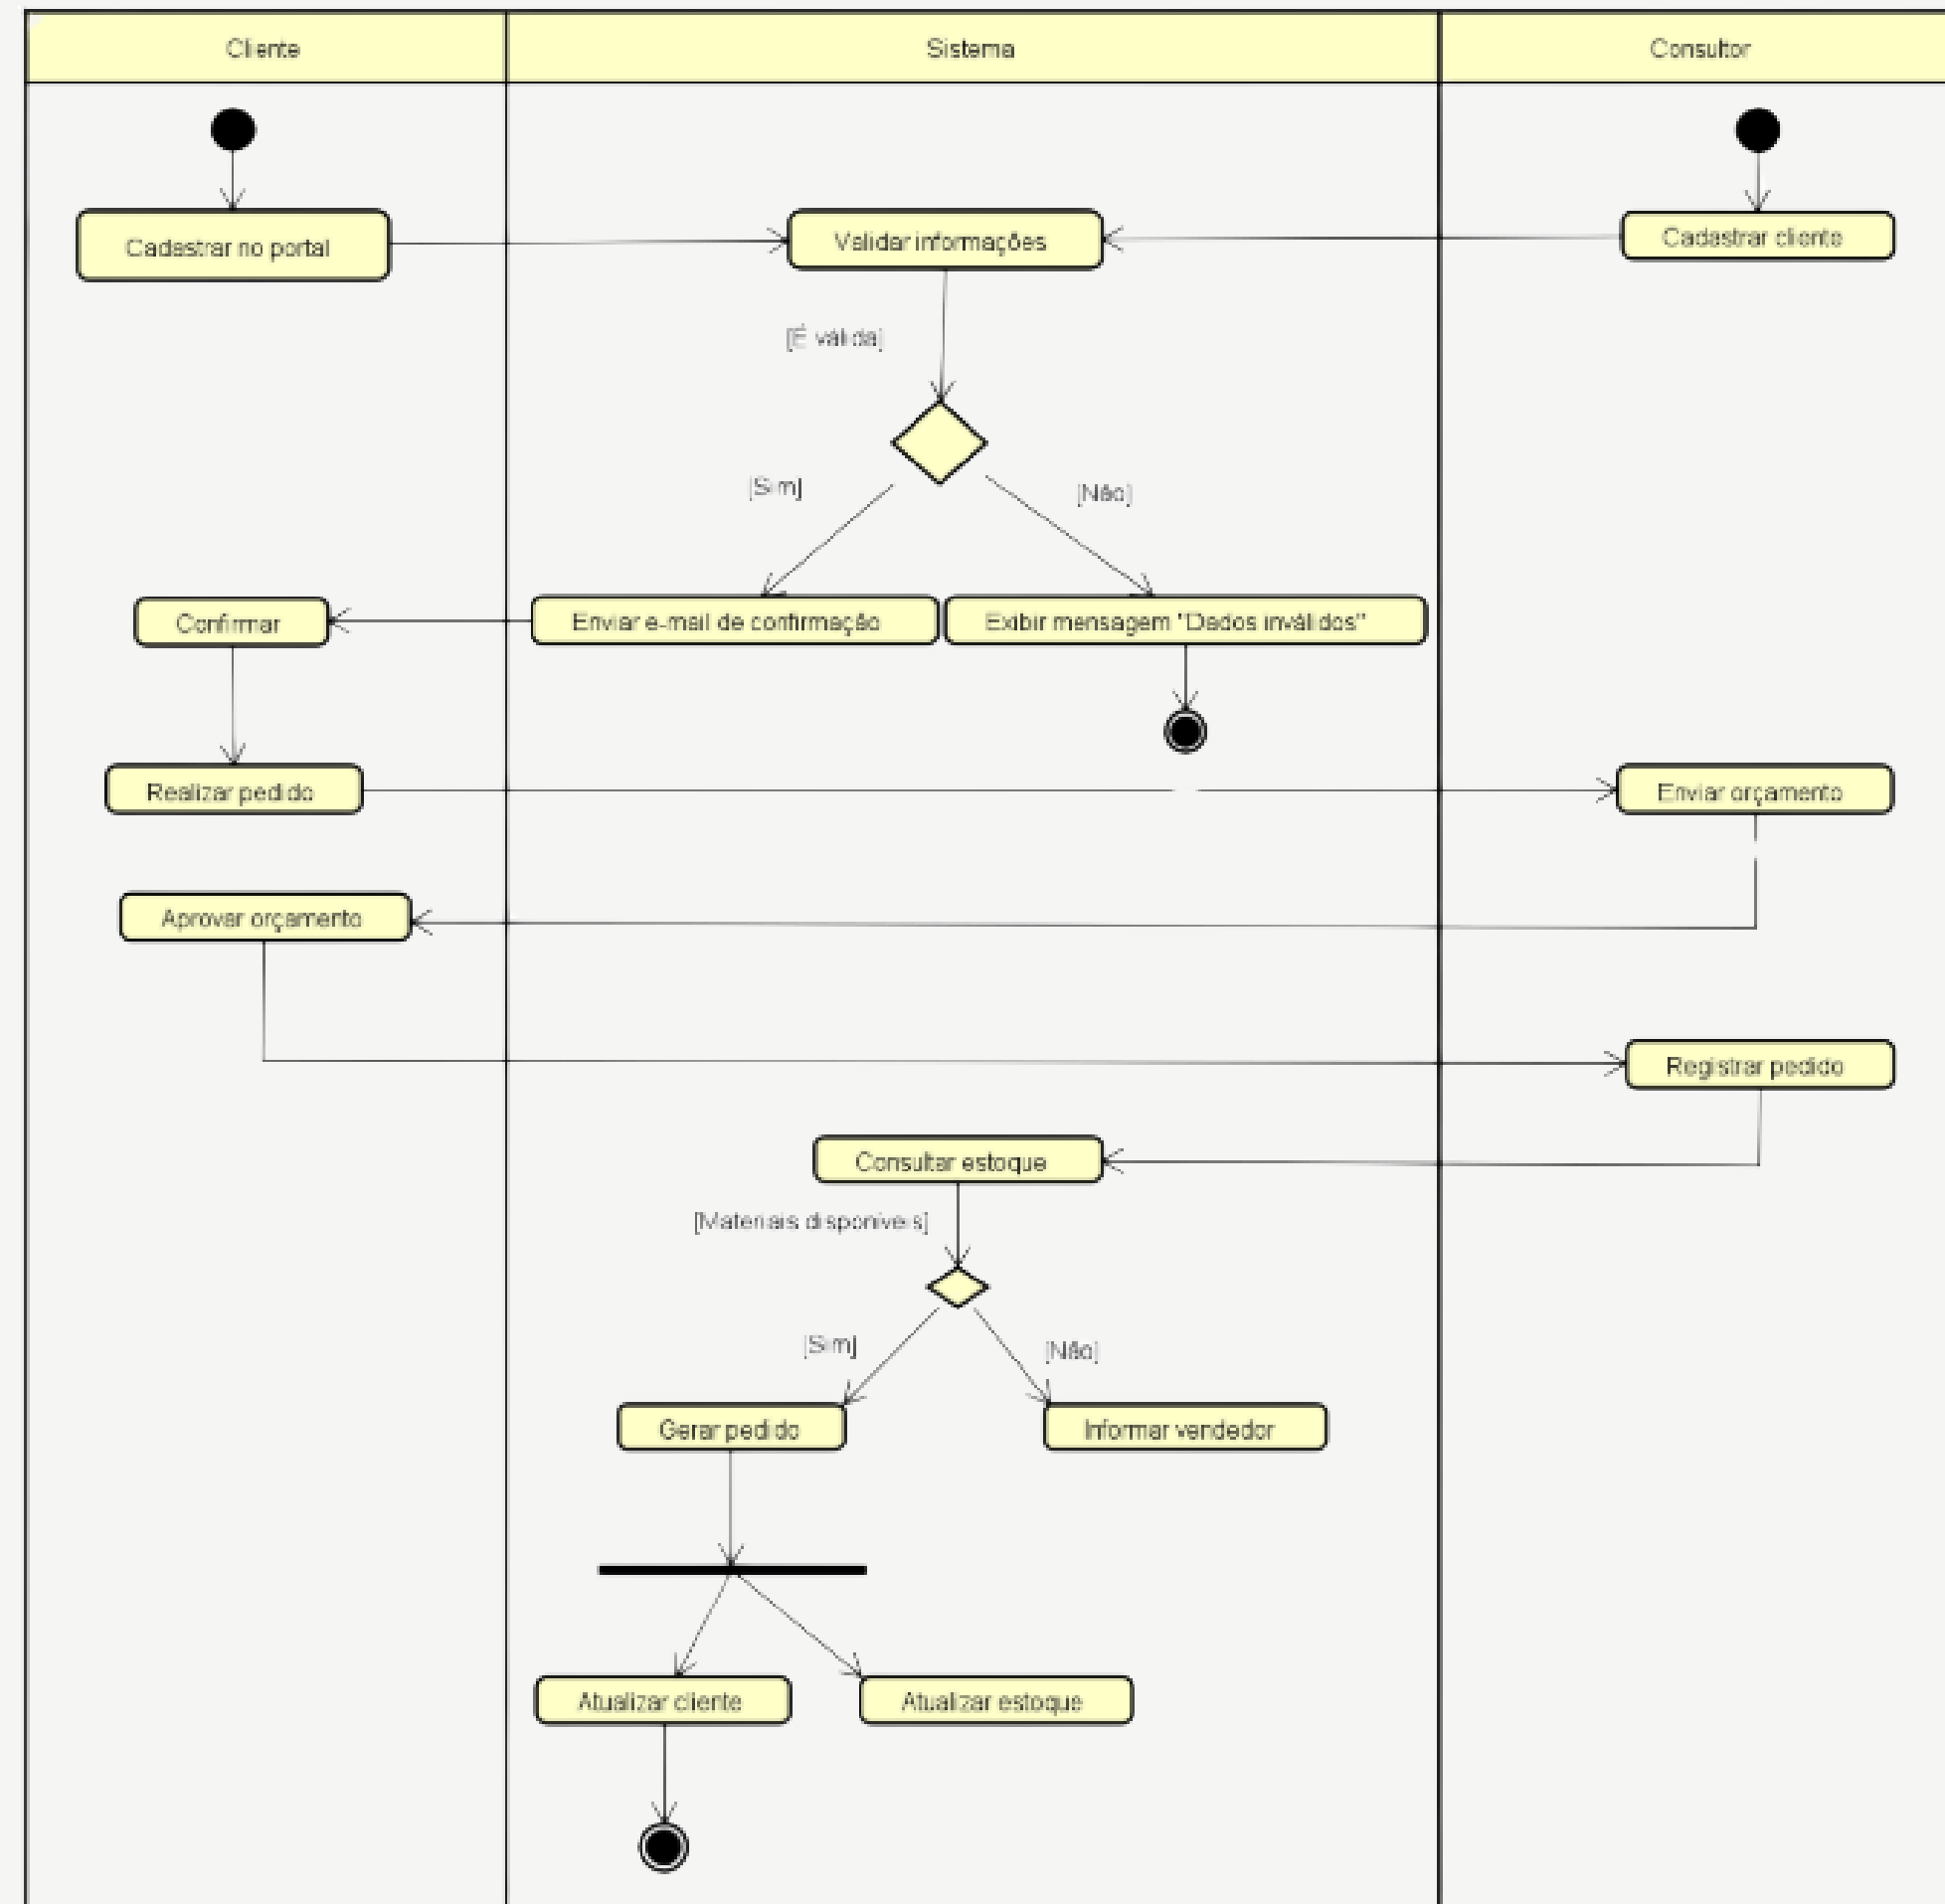 Cliente
Sistema
Consultor
Cadastrar no portal
Validar informações
Cadastrar cliente
[É válida]
[Sim]
[Não]
Confirmar
Enviar e-mail de confirmação
Exibir mensagem "Dados inválidos"
Realizar pedido
Enviar orçamento
Aprovar orçamento
Registrar pedido
Consultar estoque
[Materiais disponíveis]
[Sim]
[Não]
Gerar pedido
Informar vendedor
Atualizar cliente
Atualizar estoque